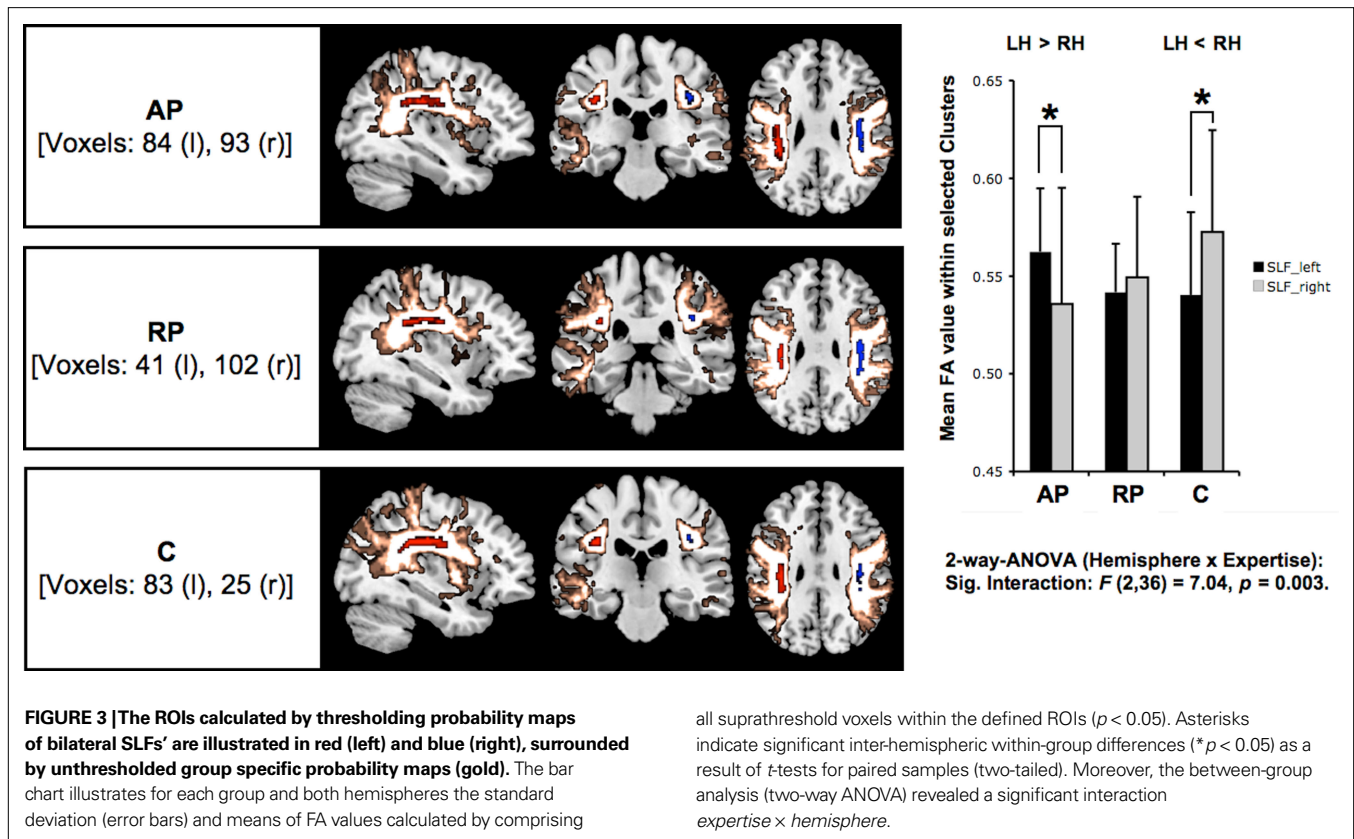 AP
[Voxels: 84 (l), 93 (r)]
RP
[Voxels: 41 (l), 102 (r)]
C
[Voxels: 83 (l), 25 (r)]
LH > RH LH < RH
Mean FA value within selected Clusters
0.65
0.60
0.55
0.50
0.45
* *
AP RP C
SLF_left
SLF_right
2-way-ANOVA (Hemisphere x Expertise):
Sig. Interaction: F (2,36) = 7.04, p = 0.003.
FIGURE 3 | The ROIs calculated by thresholding probability maps
of bilateral SLFs' are illustrated in red (left) and blue (right), surrounded
by unthresholded group specific probability maps (gold). The bar
chart illustrates for each group and both hemispheres the standard
deviation (error bars) and means of FA values calculated by comprising
all suprathreshold voxels within the defined ROIs (p < 0.05). Asterisks
indicate significant inter-hemispheric within-group differences (*p < 0.05) as a
result of t-tests for paired samples (two-tailed). Moreover, the between-group
analysis (two-way ANOVA) revealed a significant interaction
expertise × hemisphere.